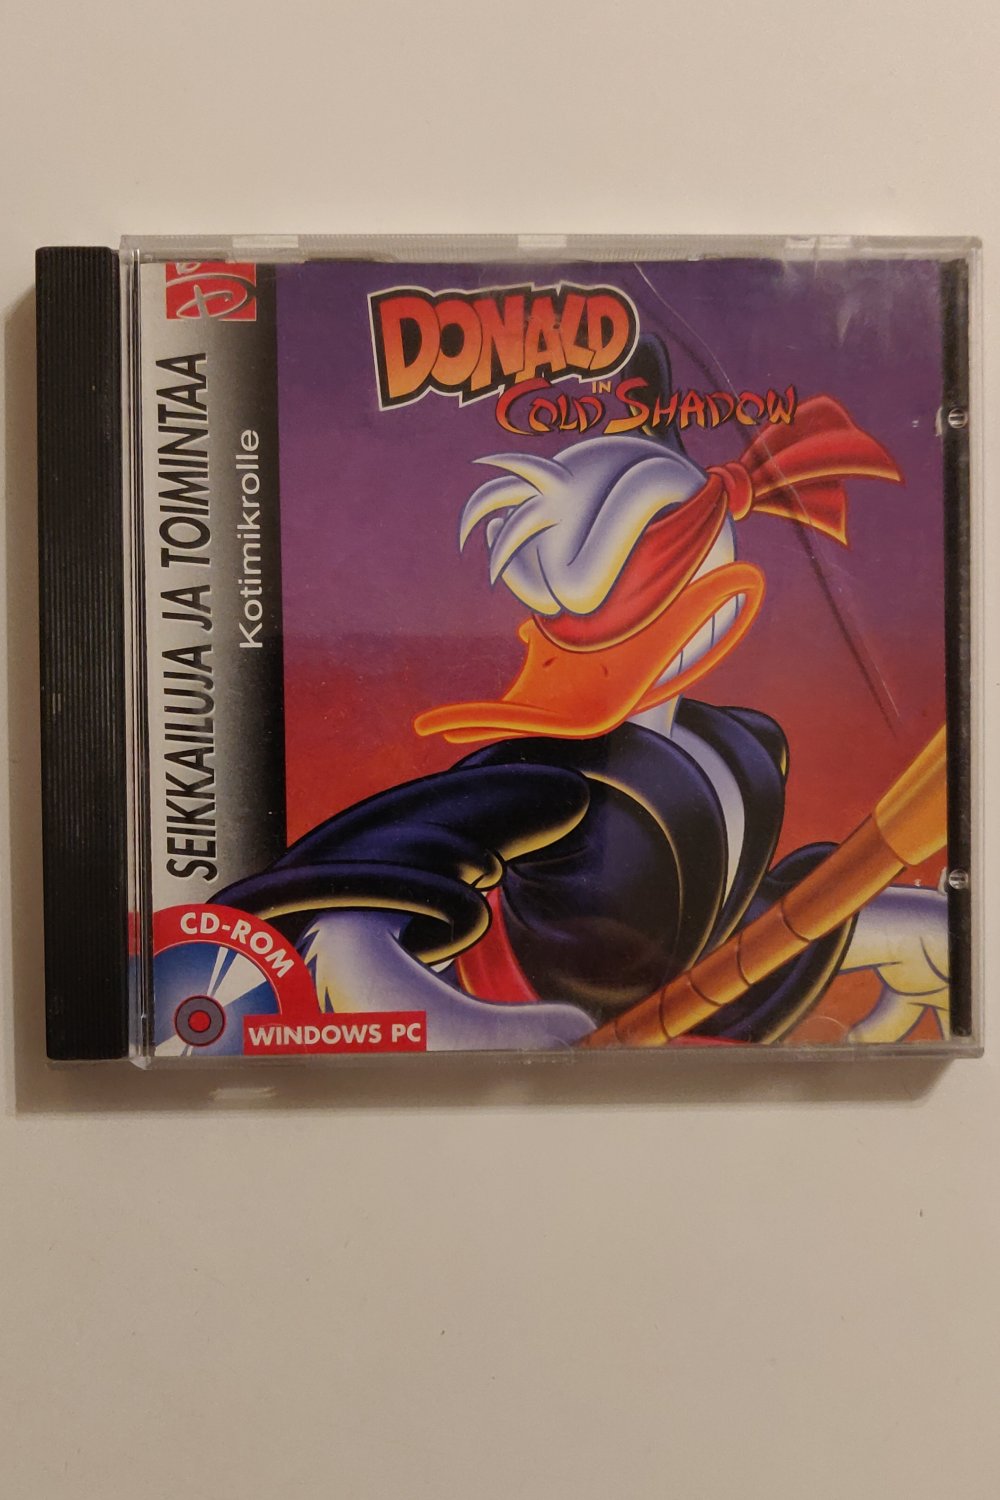 SEIKKAILUJA JA TOIMINTAA
Kotimikrolle
DONALD
IN
COLD SHADOW
CD-ROM
WINDOWS PC